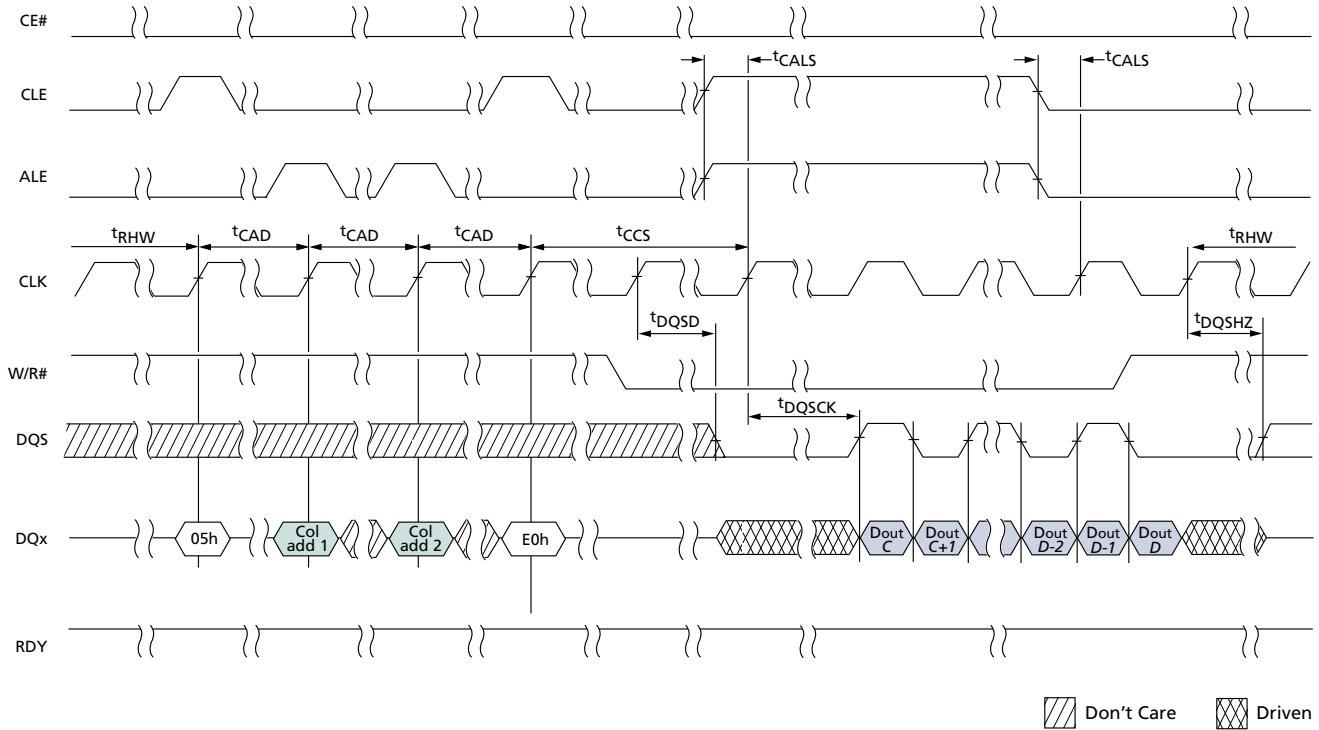 CE#
tCALS
tCALS
CLE
ALE
tRHW
tCAD
tCAD
tCAD
tCCS
tRHW
CLK
tDQSD
tDQSHZ
W/R#
tDQSCK
DQS
DQx
05h
Col
add 1
Col
add 2
E0h
Dout
C
Dout
C+1
Dout
D-2
Dout
D-1
Dout
D
RDY
Don't Care
Driven